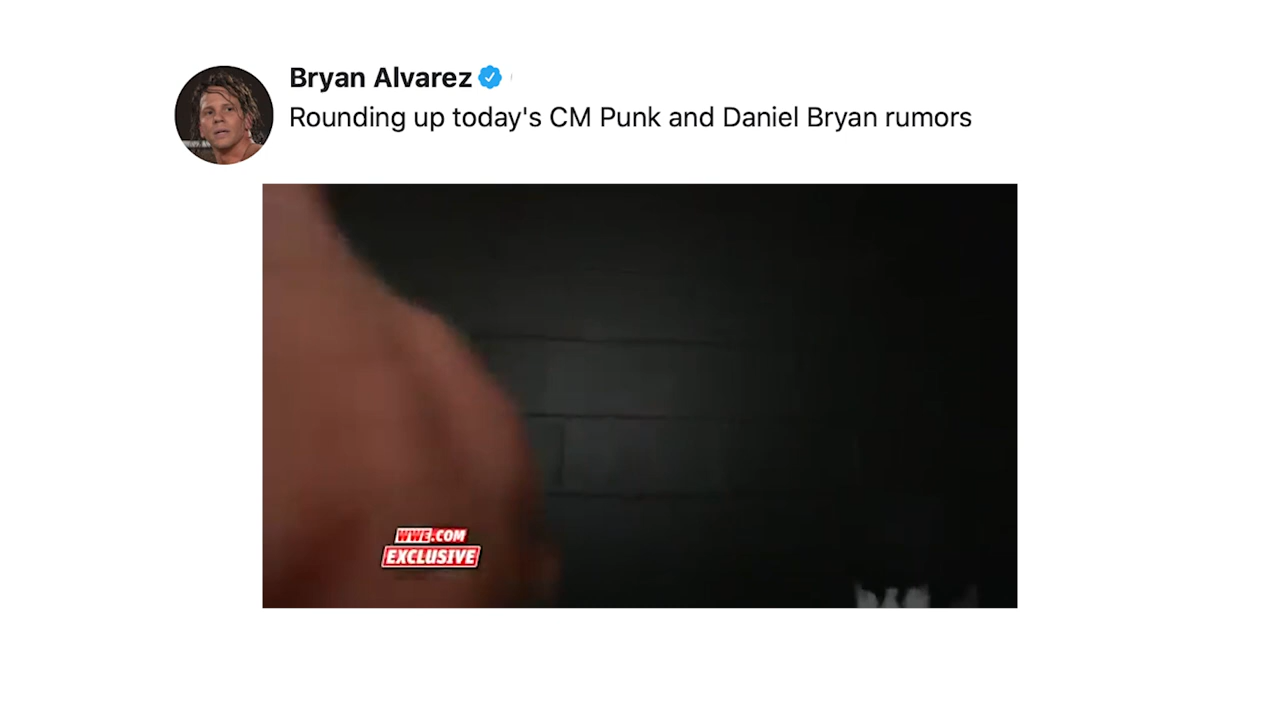 Bryan Alvarez
Rounding up today's CM Punk and Daniel Bryan rumors
WWE.COM
EXCLUSIVE